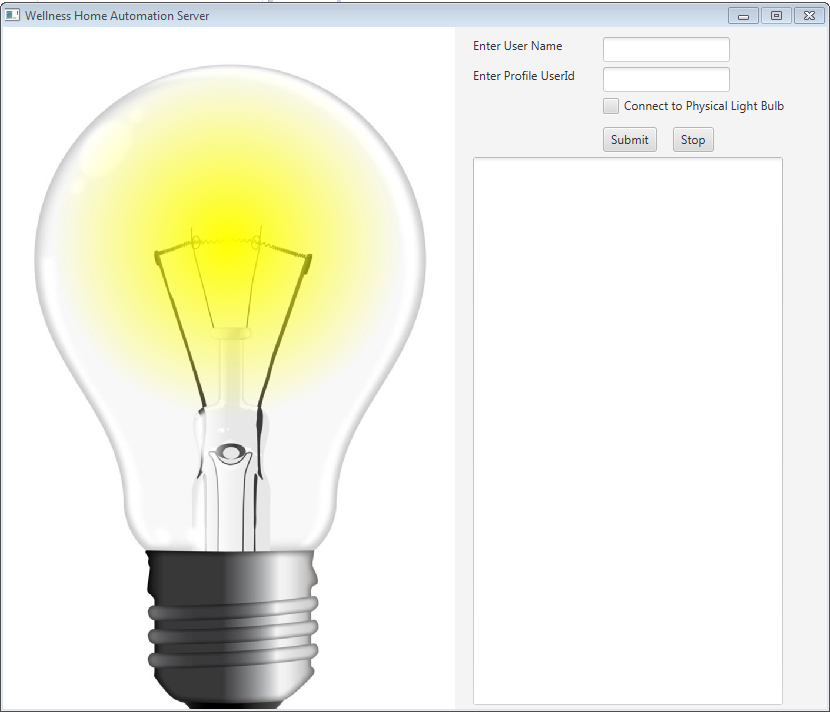 Wellness Home Automation Server
Enter User Name
Enter Profile UserId
Connect to Physical Light Bulb
Submit Stop